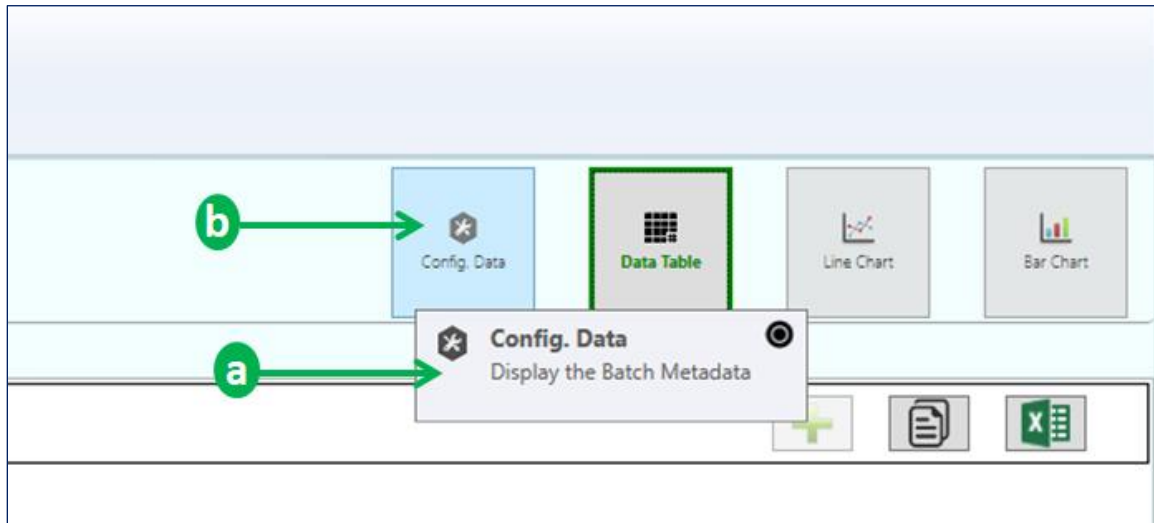 b
Config. Data
Data Table
Line Chart
Bar Chart
a
Config. Data
Display the Batch Metadata
X